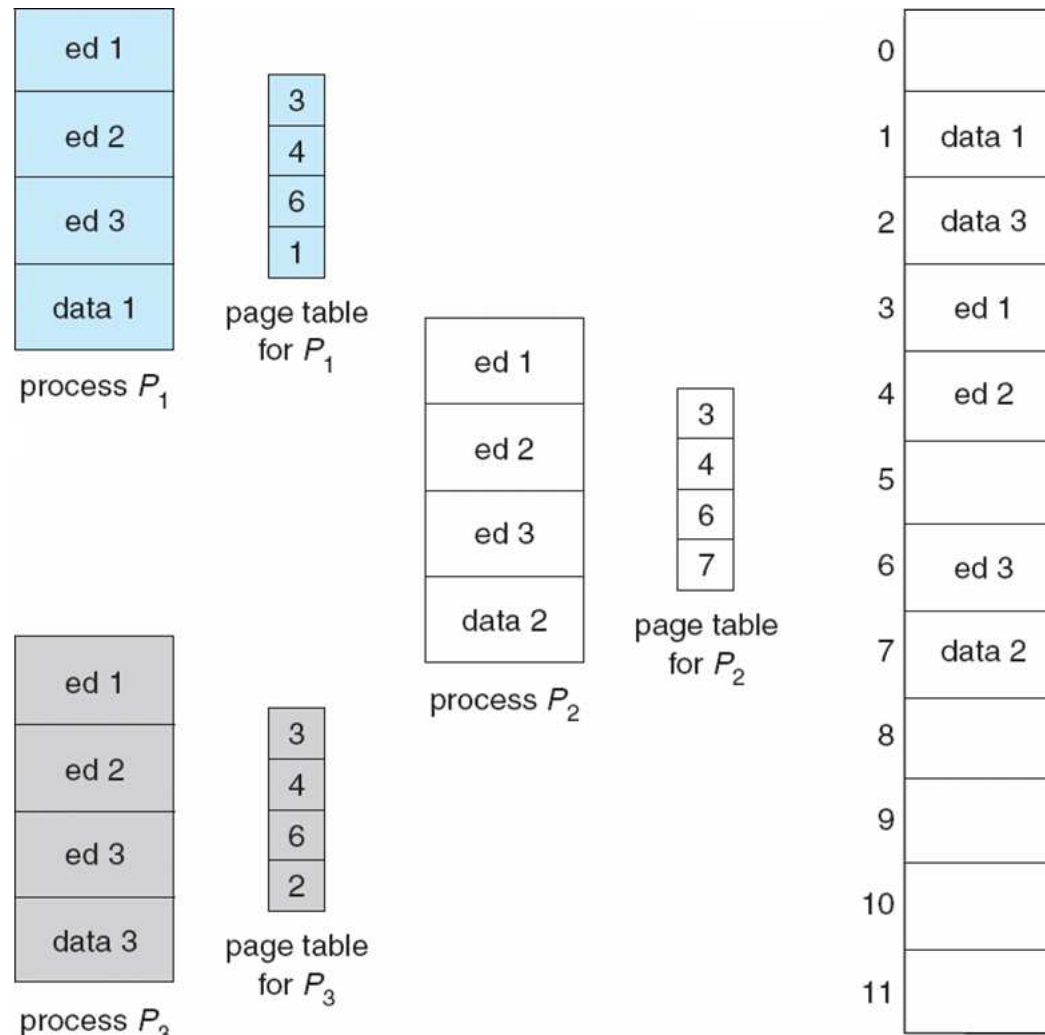 ed 1
ed 2
ed 3
data 1
process P1
3
4
6
1
page table
for P1
ed 1
ed 2
ed 3
data 2
process P2
3
4
6
7
page table
for P2
ed 1
ed 2
ed 3
data 3
process P3
3
4
6
2
page table
for P3
0
1 data 1
2 data 3
3 ed 1
4 ed 2
5
6 ed 3
7 data 2
8
9
10
11